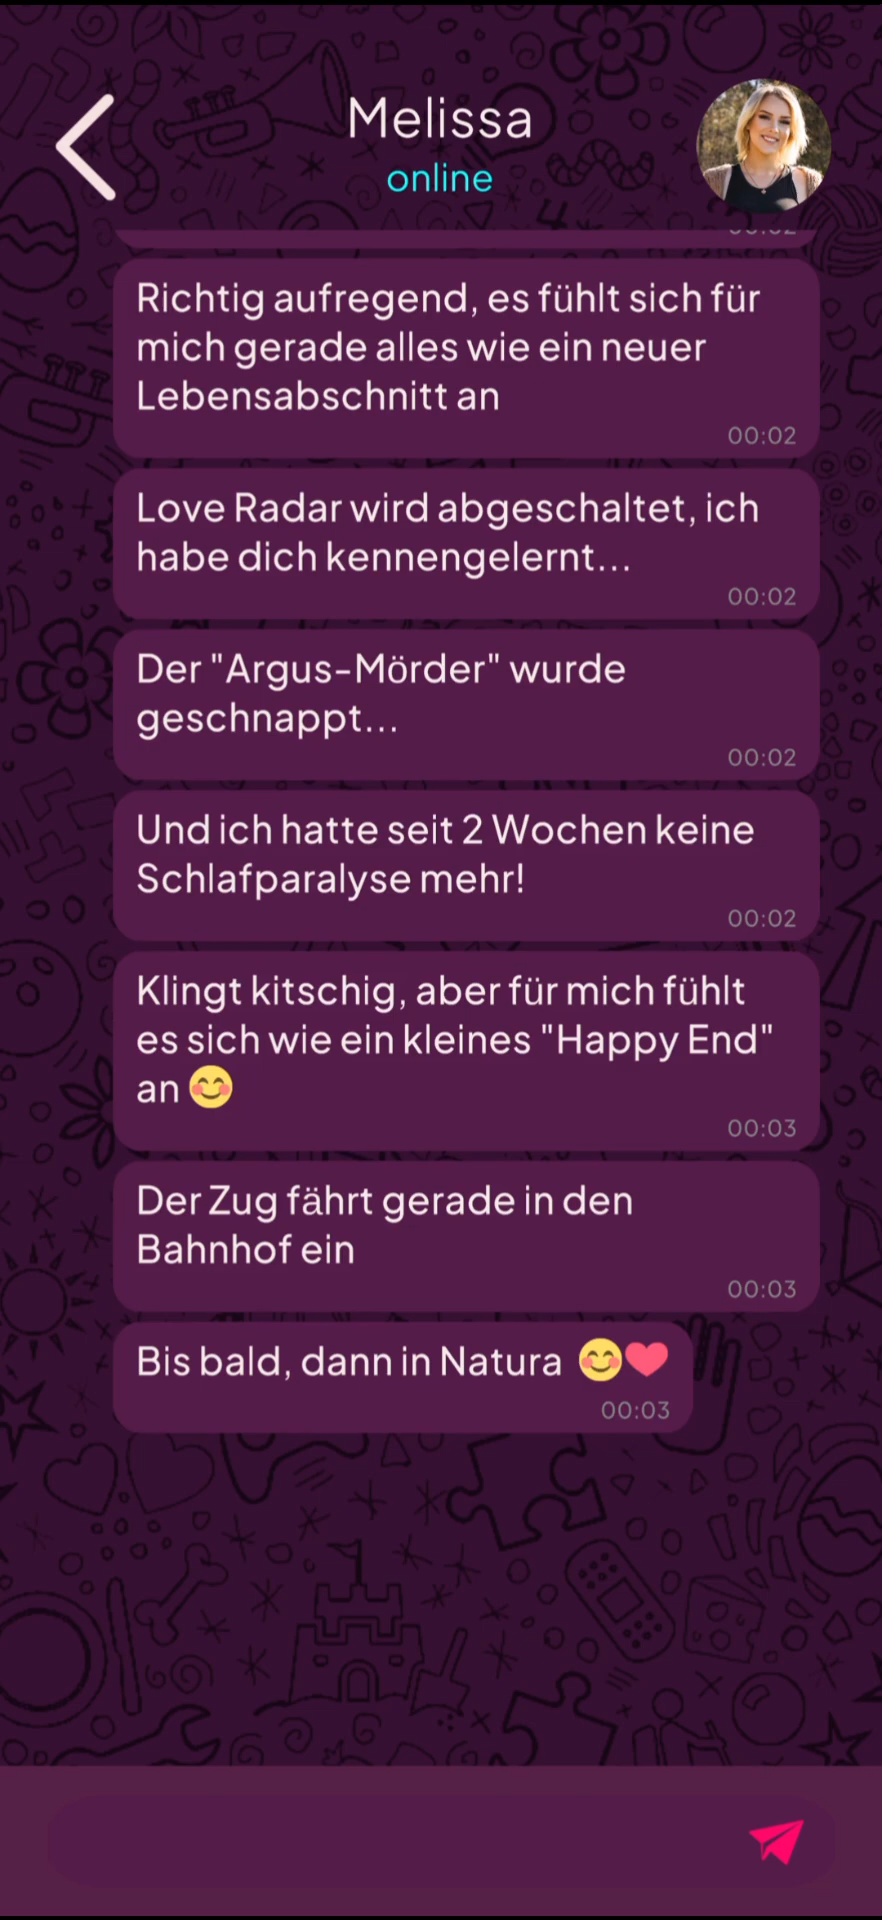 Melissa
online
Richtig aufregend, es fühlt sich für
mich gerade alles wie ein neuer
Lebensabschnitt an
00:02
Love Radar wird abgeschaltet, ich
habe dich kennengelernt...
00:02
Der "Argus-Mörder" wurde
geschnappt...
00:02
Und ich hatte seit 2 Wochen keine
Schlafparalyse mehr!
00:02
Klingt kitschig, aber für mich fühlt
es sich wie ein kleines "Happy End"
an 😊
00:03
Der Zug fährt gerade in den
Bahnhof ein
00:03
Bis bald, dann in Natura 😊❤️
00:03